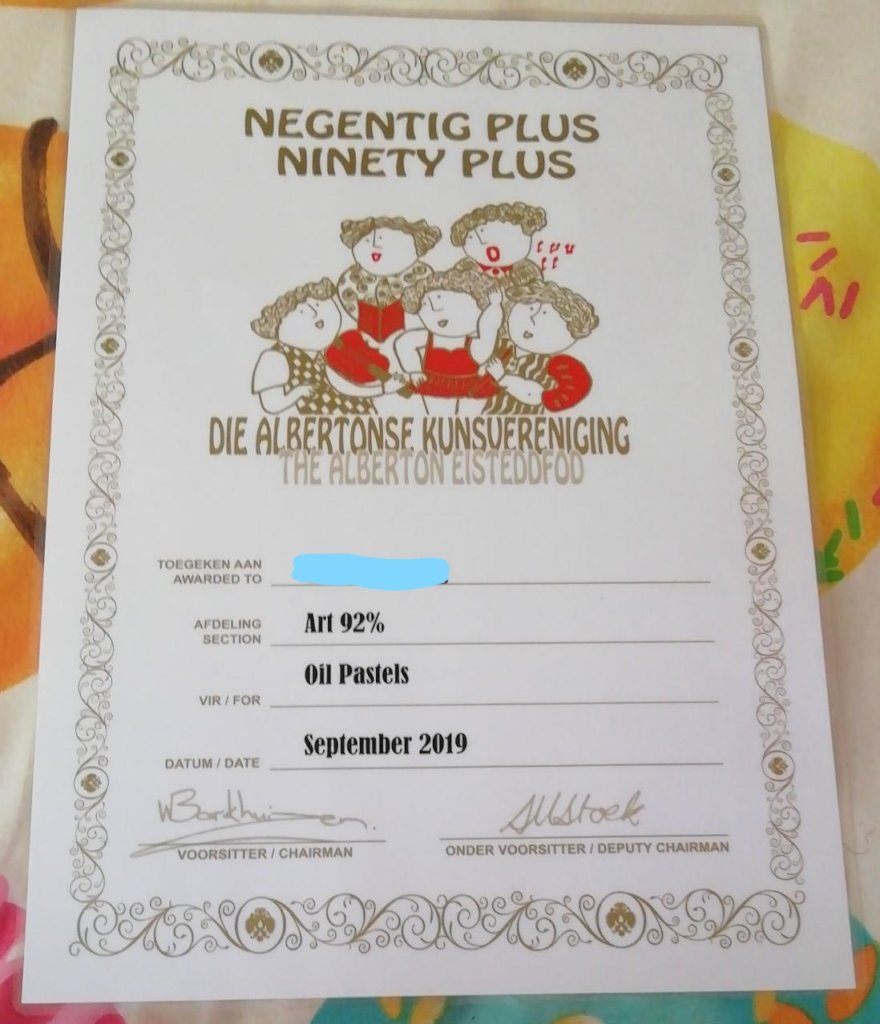 NEGENTIG PLUS
NINETY PLUS
DIE ALBERTONSE KUNSVERENIGING
THE ALBERTON EISTEDDFOD
TOEGEKEN AAN
AWARDED TO
AFDELING
SECTION
Art 92%
Oil Pastels
VIR / FOR
September 2019
DATUM / DATE
VOORSITTER / CHAIRMAN
ONDER VOORSITTER / DEPUTY CHAIRMAN